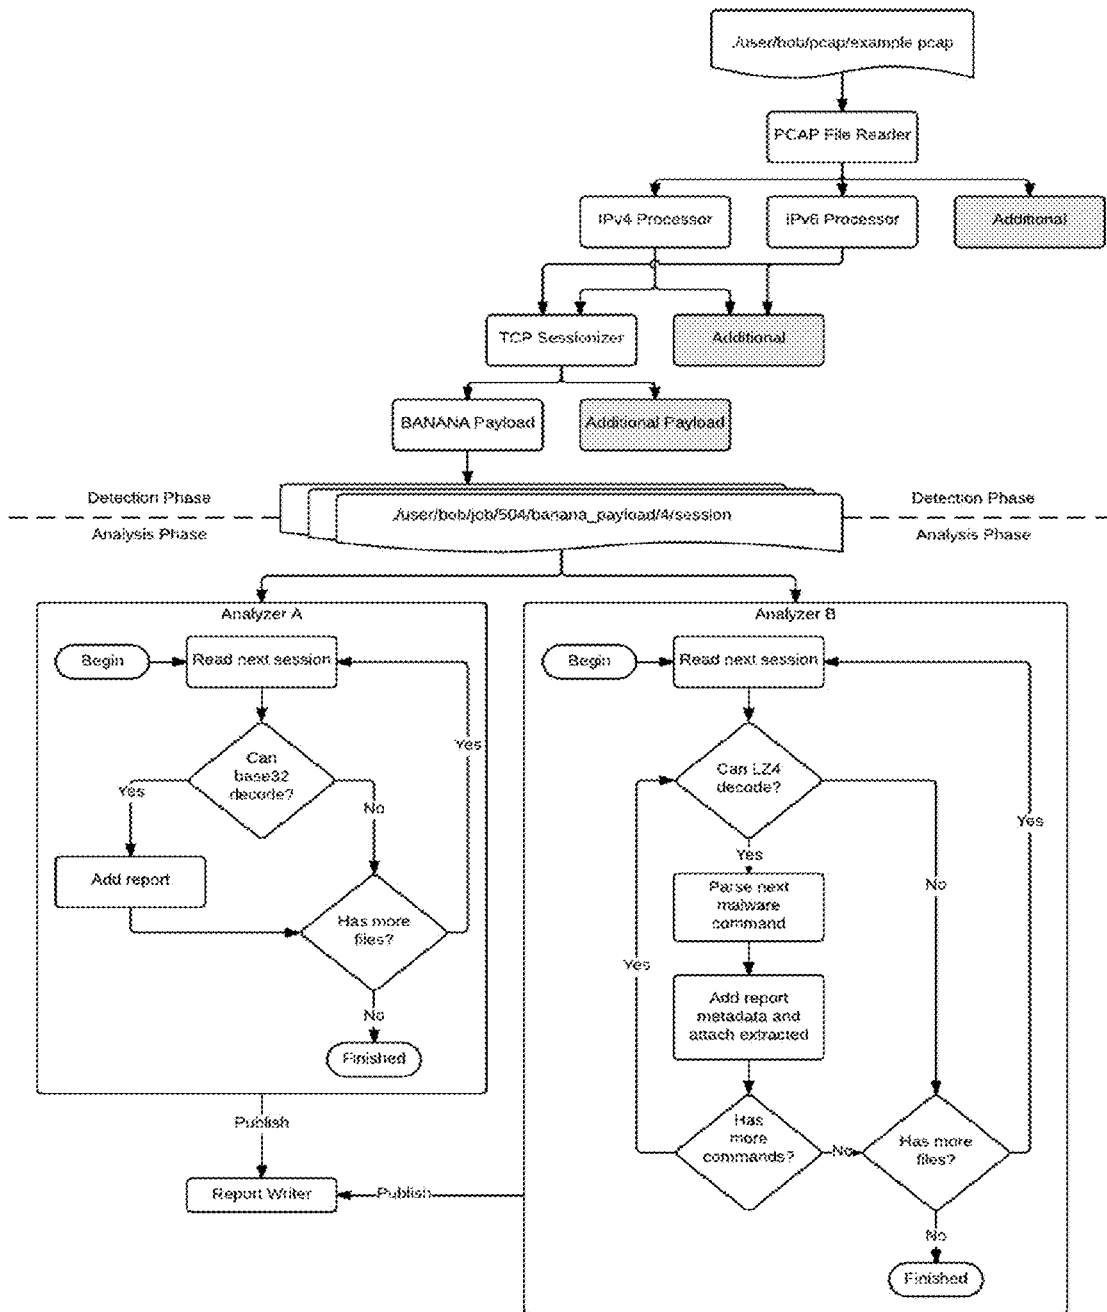 ./user/bob/pcap/example.pcap
PCAP File Reader
IPv4 Processor
IPv6 Processor
Additional
TCP Sessionizer
Additional
BANANA Payload
Additional Payload
Detection Phase
Detection Phase
./user/bob/job/504/banana_payload/4/session
Analysis Phase
Analysis Phase
Analyzer A
Begin
Read next session
Can
base32
decode?
Yes
No
Yes
Add report
Has more
files?
No
Finished
Publish
Report Writer
Publish
Analyzer B
Begin
Read next session
Can LZ4
decode?
Yes
No
Yes
Parse next
malware
command
Yes
Add report
metadata and
attach extracted
Has
more
commands?
No
Has more
files?
No
Finished